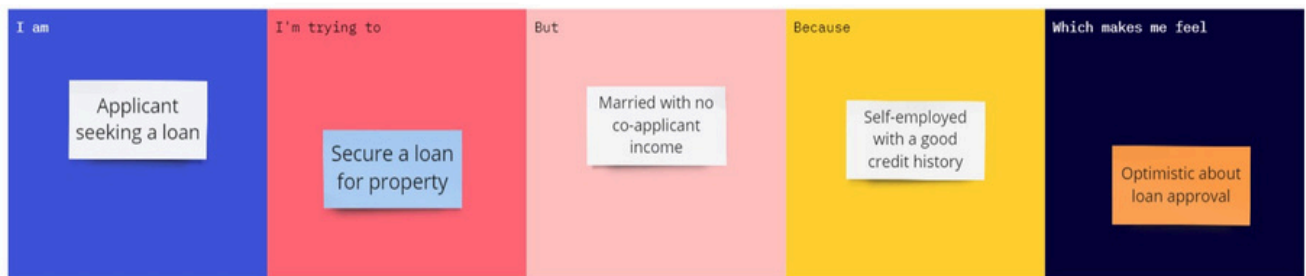 I am
Applicant
seeking a loan
I'm trying to
Secure a loan
for property
But
Married with no
co-applicant
income
Because
Self-employed
with a good
credit history
Which makes me feel
Optimistic about
loan approval